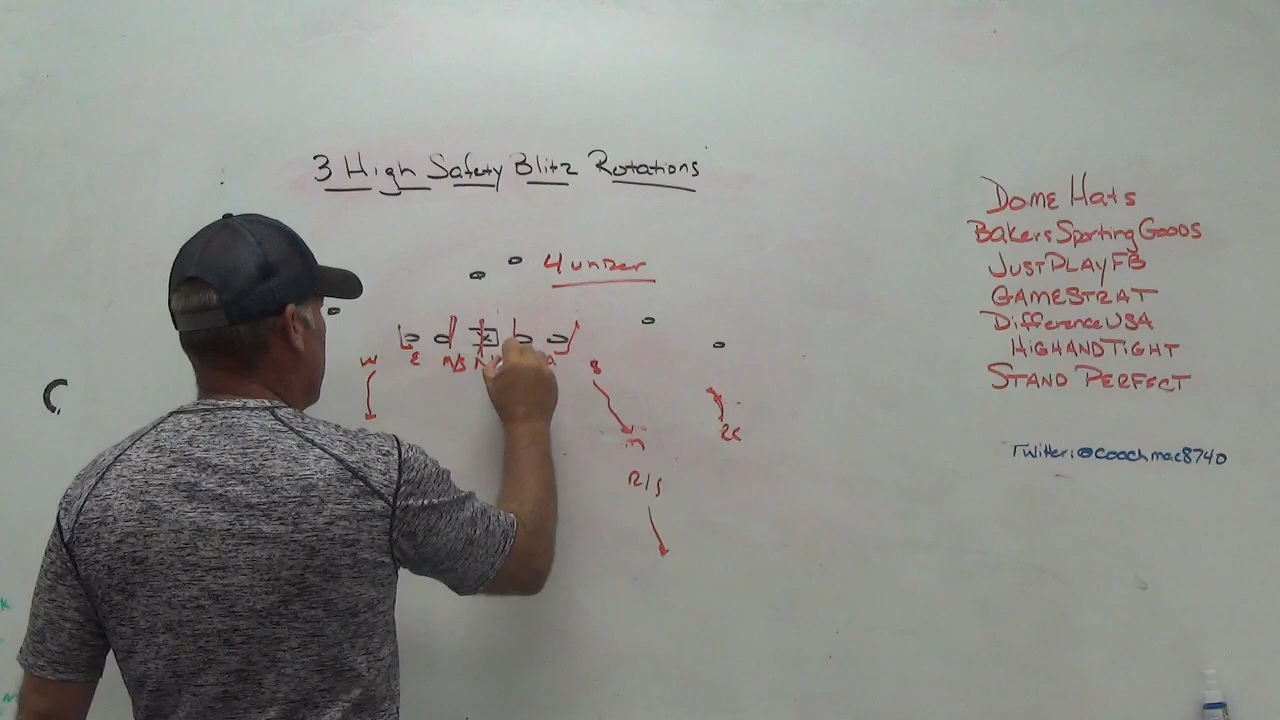 3 High Safety Blitz Rotations
4 under
Dome Hats
Bakers Sporting Goods
JustPlayFB
GameStrat
DifferenceUSA
HighandTight
Stand Perfect
Twitter: @coachmac8740
X
W
E
S
m
RC
R/S